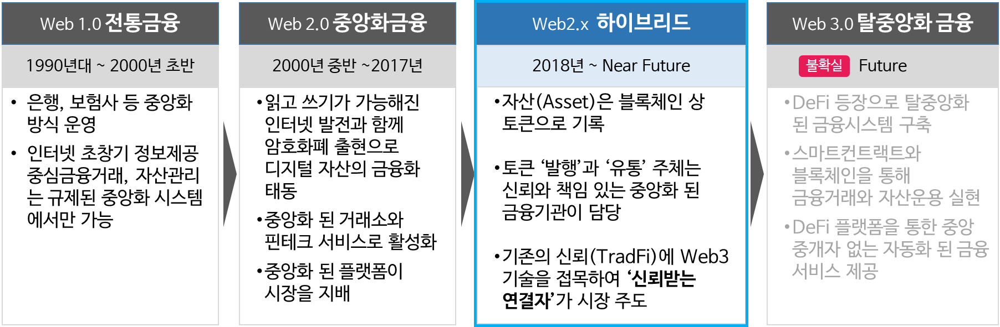 Web 1.0 전통금융
1990년대 ~ 2000년 초반
• 은행, 보험사 등 중앙화
방식 운영
• 인터넷 초창기 정보제공
중심금융거래, 자산관리
는 규제된 중앙화 시스템
에서만 가능
Web 2.0 중앙화금융
2000년 중반 ~2017년
•읽고 쓰기가 가능해진
인터넷 발전과 함께
암호화폐 출현으로
디지털 자산의 금융화
태동
•중앙화 된 거래소와
핀테크 서비스로 활성화
•중앙화 된 플랫폼이
시장을 지배
Web2.x 하이브리드
2018년 ~ Near Future
•자산(Asset)은 블록체인 상
토큰으로 기록
•토큰 ‘발행’과 ‘유통’ 주체는
신뢰와 책임 있는 중앙화 된
금융기관이 담당
•기존의 신뢰(TradFi)에 Web3
기술을 접목하여 ‘신뢰받는
연결자’가 시장 주도
Web 3.0 탈중앙화 금융
불확실 Future
•DeFi 등장으로 탈중앙화
된 금융시스템 구축
•스마트컨트랙트와
블록체인을 통해
금융거래와 자산운용 실현
•DeFi 플랫폼을 통한 중앙
중개자 없는 자동화 된 금융
서비스 제공